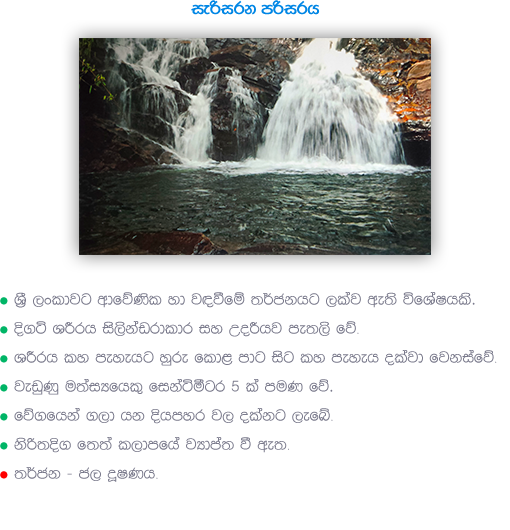 සැරිසරන පරිසරය
ශ්‍රී ලංකාවට ආවේණික හා වඳවීමේ තර්ජනයට ලක්ව ඇති විශේෂයකි.
දිගටි ශරීරය සිලින්ඩරාකාර සහ උදරීයව පැතලි වේ.
ශරීරය කහ පැහැයට හුරු කොළ පාට සිට කහ පැහැය දක්වා වෙනස්වේ.
වැඩුණු මත්ස්‍යයෙකු සෙන්ටිමීටර 5 ක් පමණ වේ.
වේගයෙන් ගලා යන දියපහර වල දක්නට ලැබේ.
නිරිතදිග තෙත් කලාපයේ ව්‍යාප්ත වී ඇත.
තර්ජන - ජල දූෂණය.